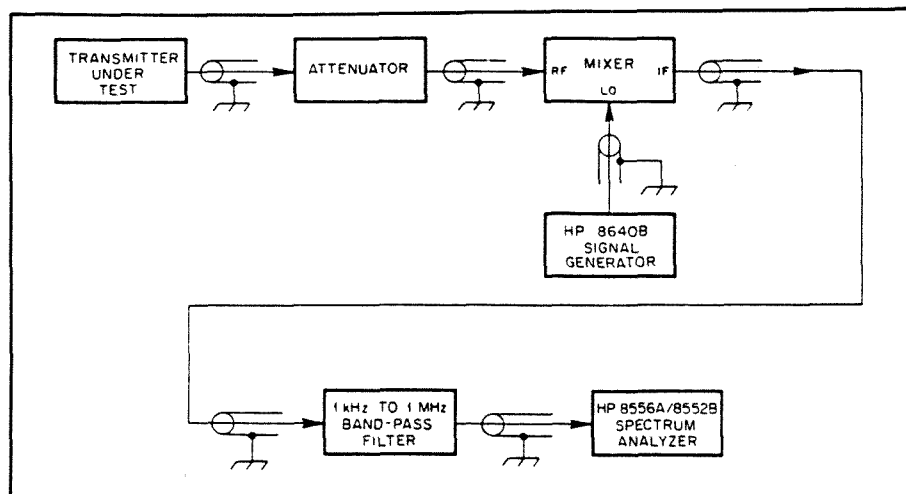 TRANSMITTER
UNDER
TEST
ATTENUATOR
RF
MIXER
IF
LO
HP 8640B
SIGNAL
GENERATOR
1 kHz TO 1 MHz
BAND-PASS
FILTER
HP 8556A/8552B
SPECTRUM
ANALYZER